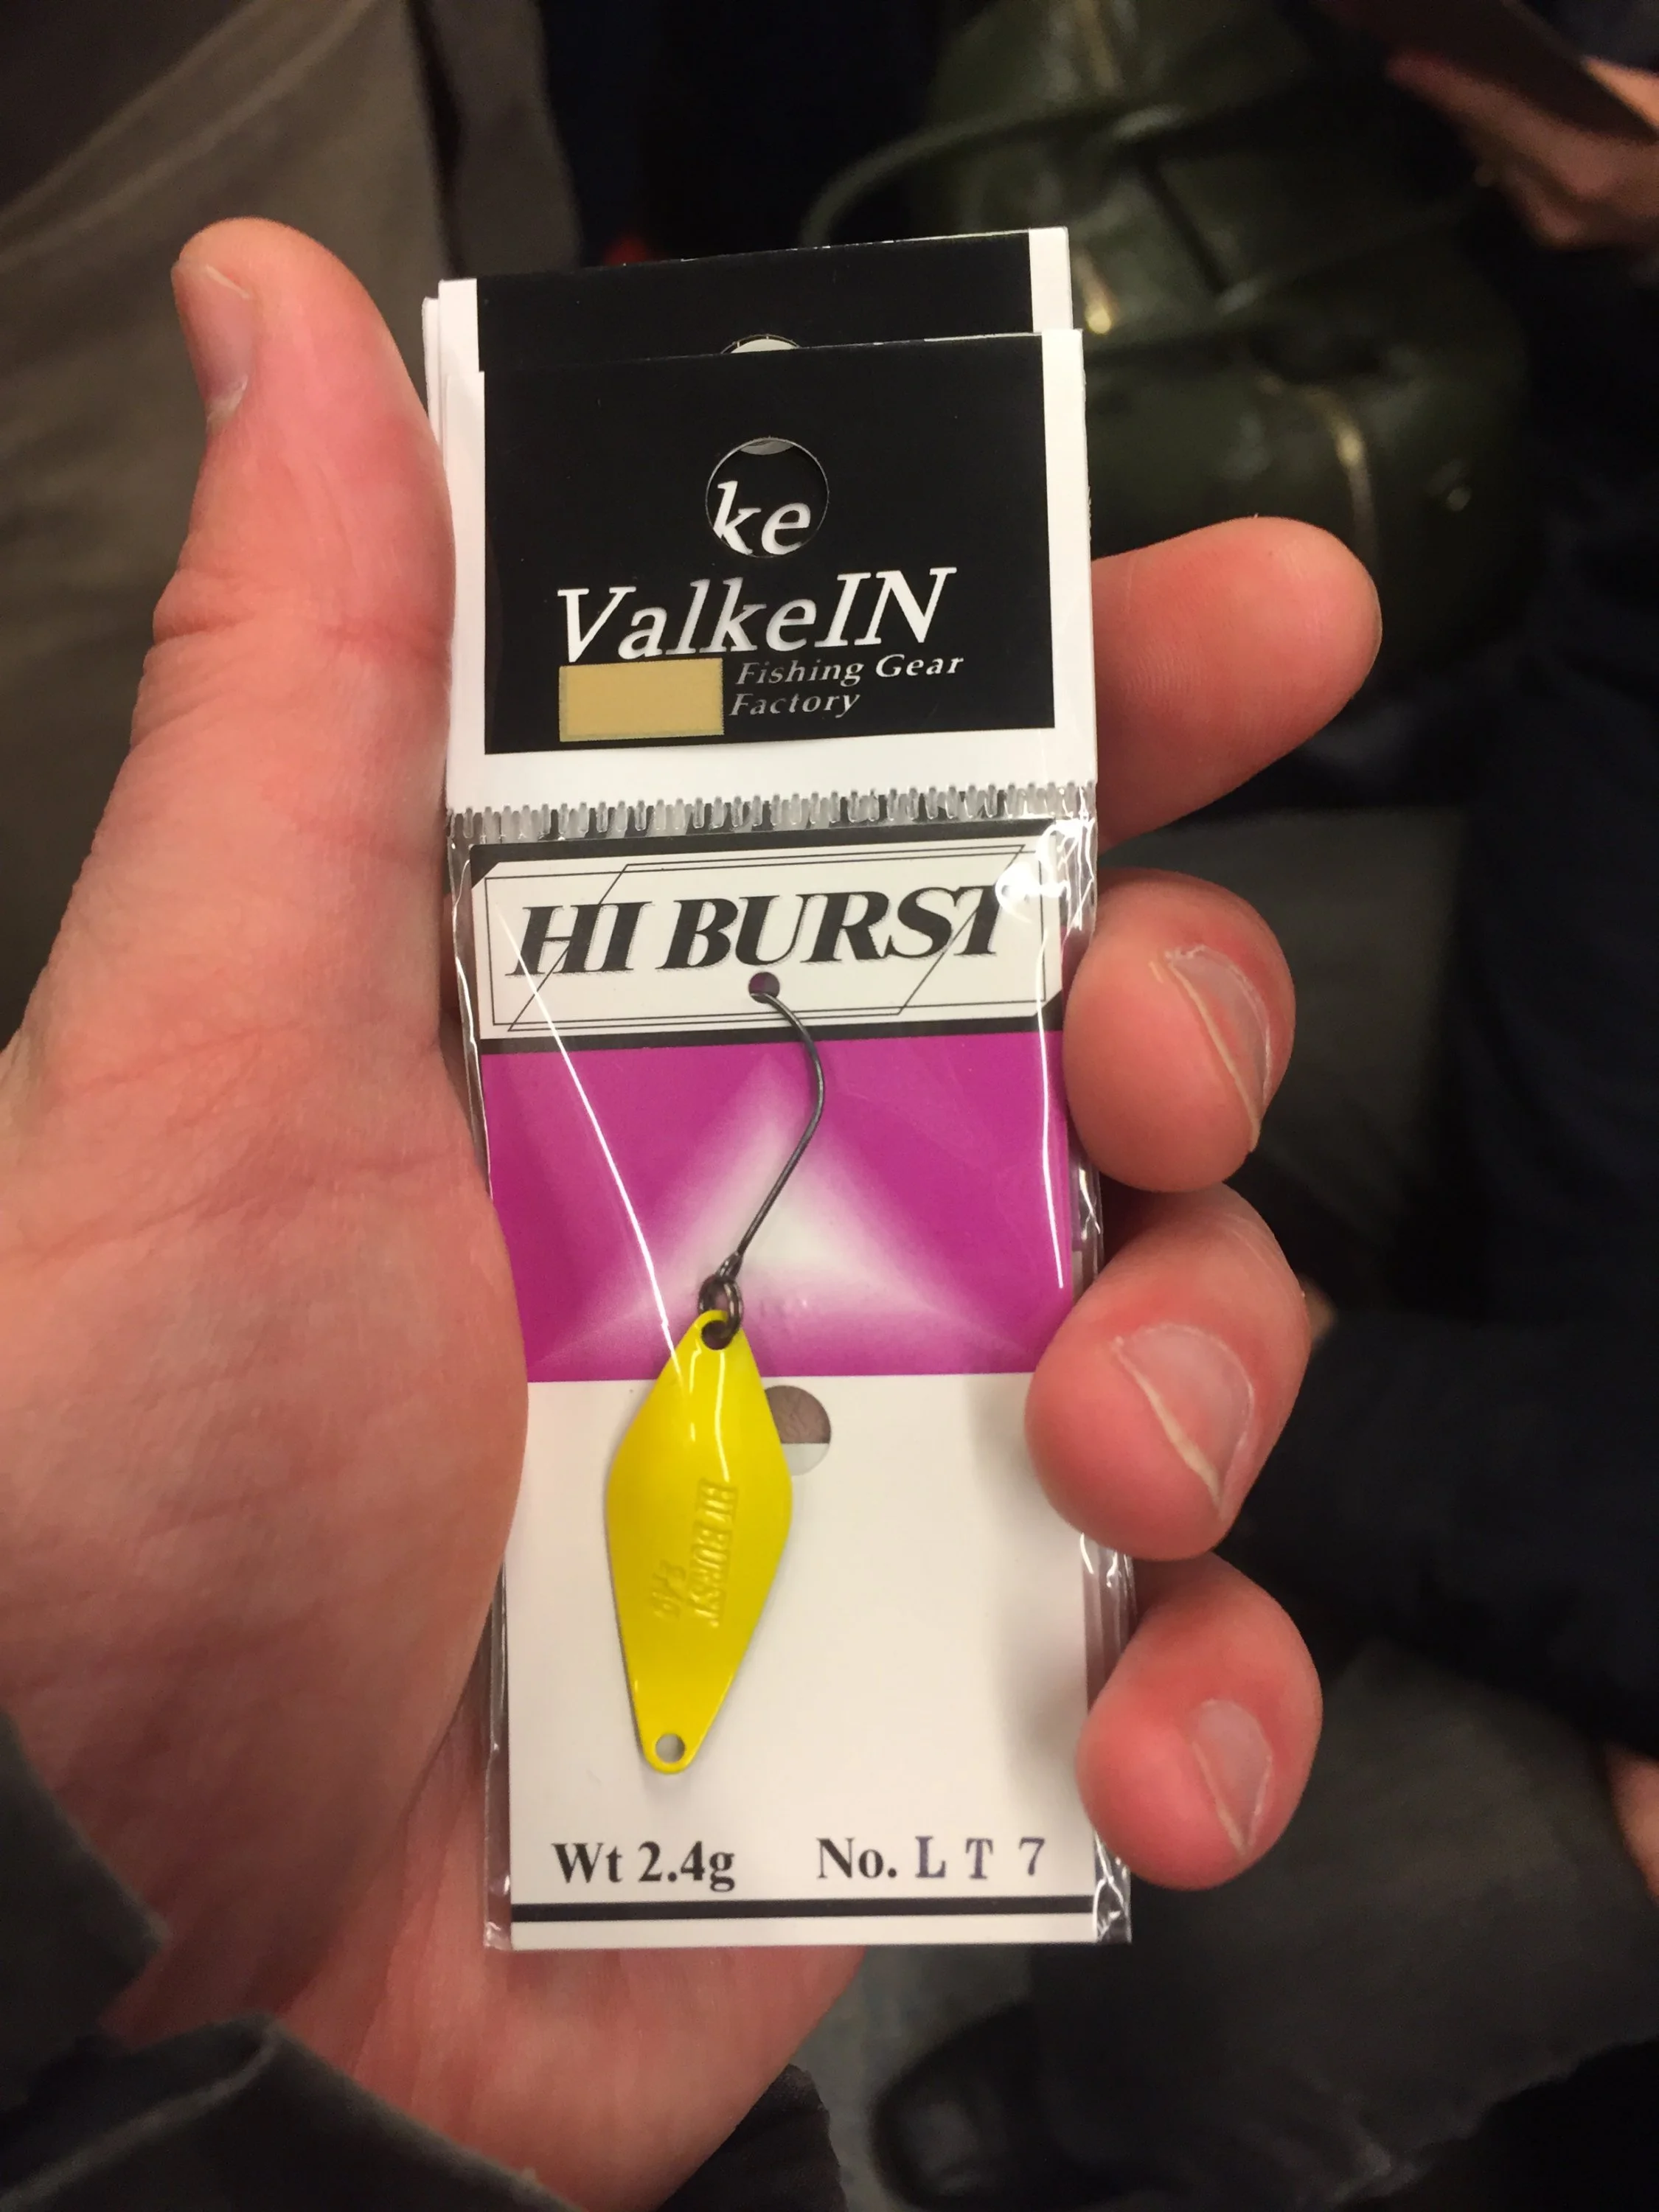 ke
ValkeIN
Fishing Gear
Factory
HI BURST
HI BURST
Wt 2.4g No. L T 7